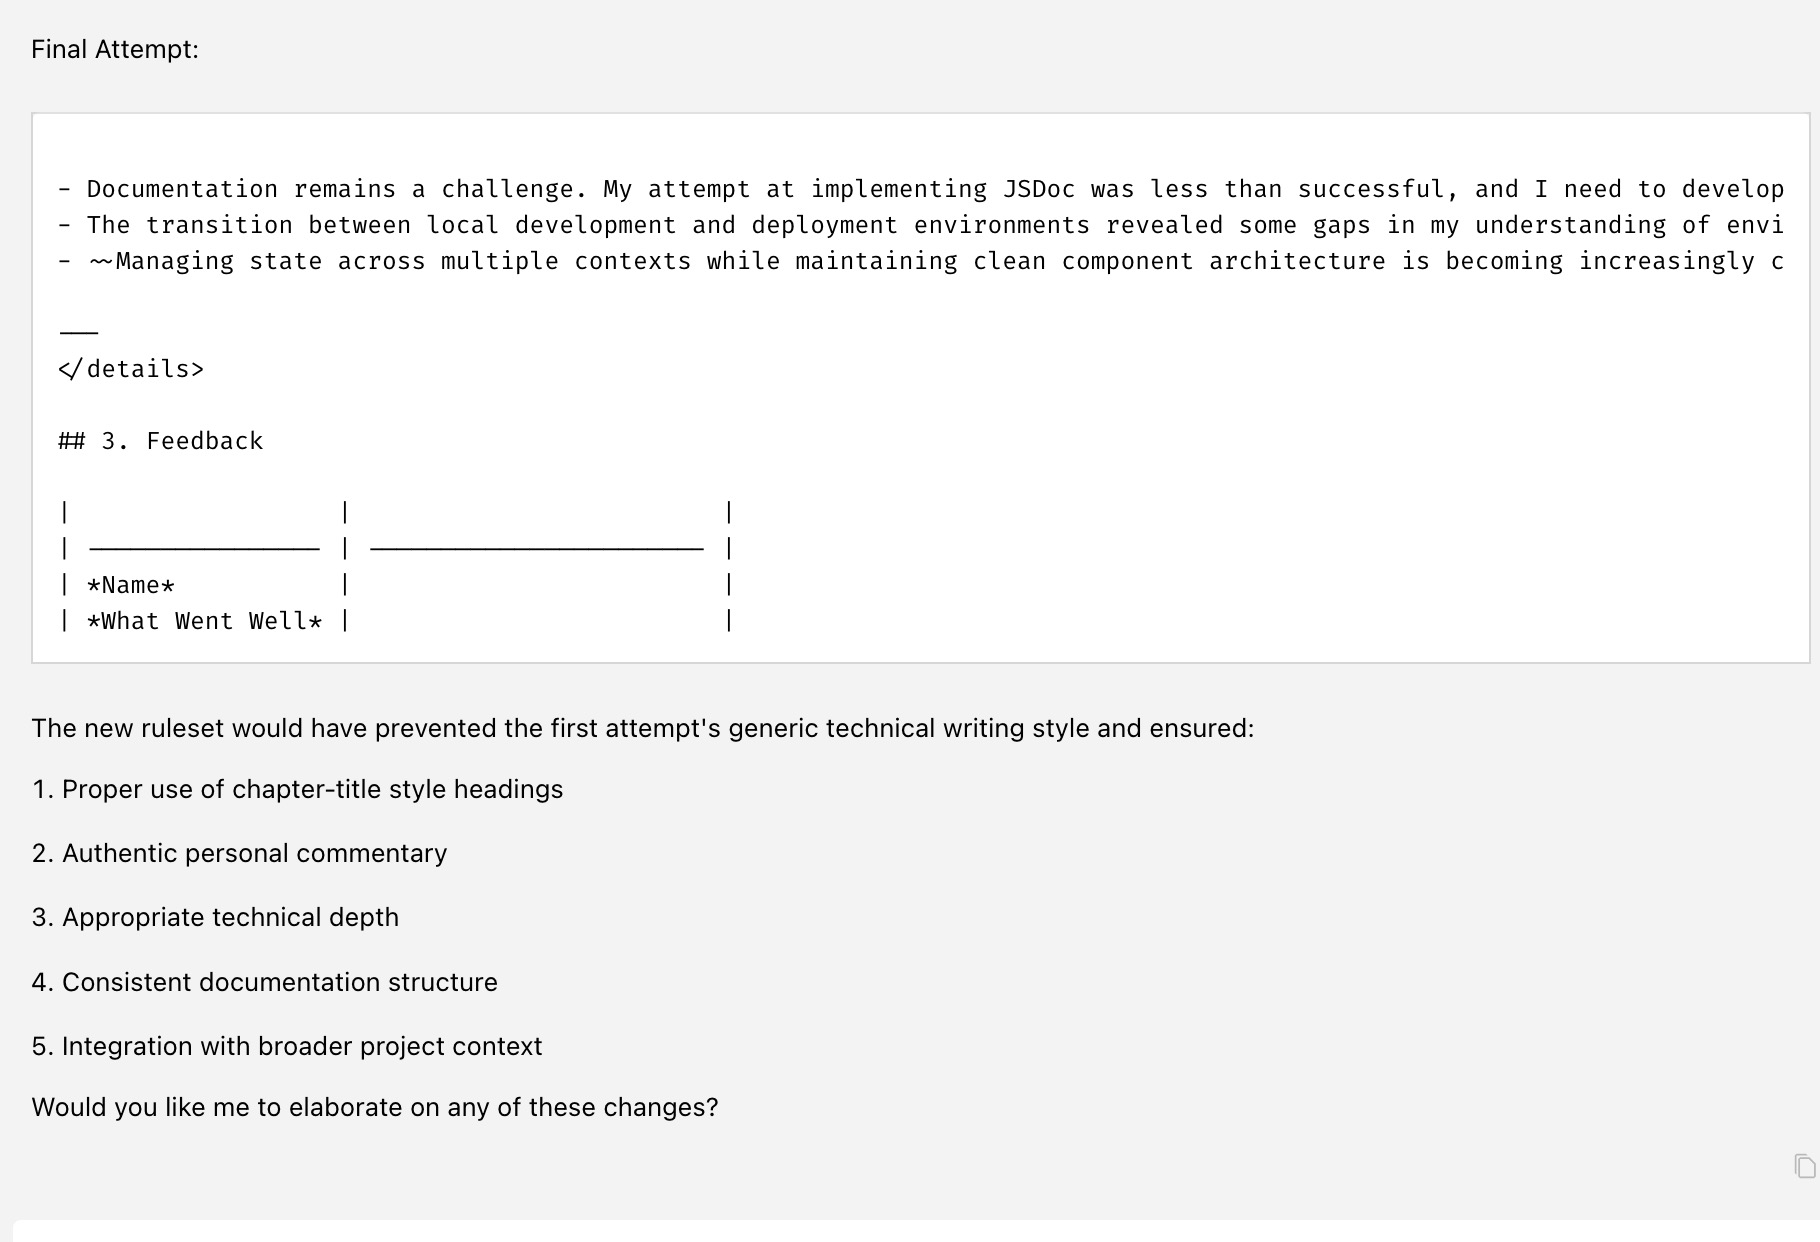 Final Attempt:
- Documentation remains a challenge. My attempt at implementing JSDoc was less than successful, and I need to develop
- The transition between local development and deployment environments revealed some gaps in my understanding of envi
- ~~Managing state across multiple contexts while maintaining clean component architecture is becoming increasingly c
---
</details>
## 3. Feedback
| | |
| ---------------- | ----------------------- |
| *Name* | |
| *What Went Well* | |
The new ruleset would have prevented the first attempt's generic technical writing style and ensured:
1. Proper use of chapter-title style headings
2. Authentic personal commentary
3. Appropriate technical depth
4. Consistent documentation structure
5. Integration with broader project context
Would you like me to elaborate on any of these changes?